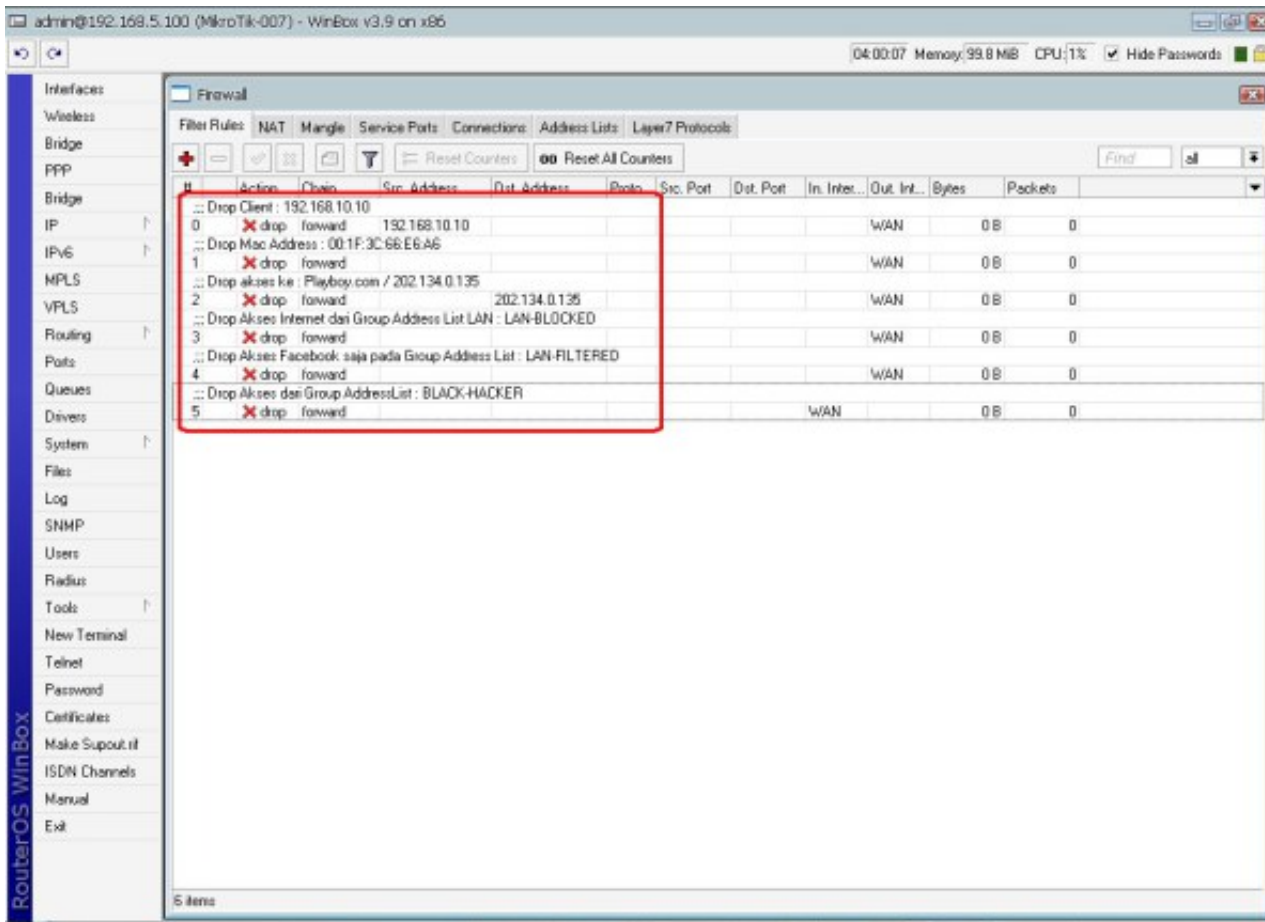 admin@192.168.5.100 (MikroTik-007) - WinBox v3.9 on x86
04:00:07 Memory: 99.8 MiB CPU: 1% Hide Passwords
Interfaces
Wireless
Bridge
PPP
Bridge
IP
IPv6
MPLS
VPLS
Routing
Ports
Queues
Drivers
System
Files
Log
SNMP
Users
Radius
Tools
New Terminal
Telnet
Password
Certificates
Make Supout.rif
ISDN Channels
Manual
Exit
RouterOS WinBox
Firewall
Filter Rules NAT Mangle Service Ports Connections Address Lists Layer7 Protocols
Reset Counters 00 Reset All Counters Find all
# Action Chain Src. Address Dst. Address Proto Src. Port Dst. Port In. Inter... Out. Int... Bytes Packets
::: Drop Client : 192.168.10.10
0 drop forward 192.168.10.10 WAN 0 B 0
::: Drop Mac Address : 00:1F:3C:66:E6:A6
1 drop forward WAN 0 B 0
::: Drop akses ke : Playboy.com / 202.134.0.135
2 drop forward 202.134.0.135 WAN 0 B 0
::: Drop Akses Internet dari Group Address List LAN : LAN-BLOCKED
3 drop forward WAN 0 B 0
::: Drop Akses Facebook saja pada Group Address List : LAN-FILTERED
4 drop forward WAN 0 B 0
::: Drop Akses dari Group AddressList : BLACK-HACKER
5 drop forward WAN 0 B 0
6 items